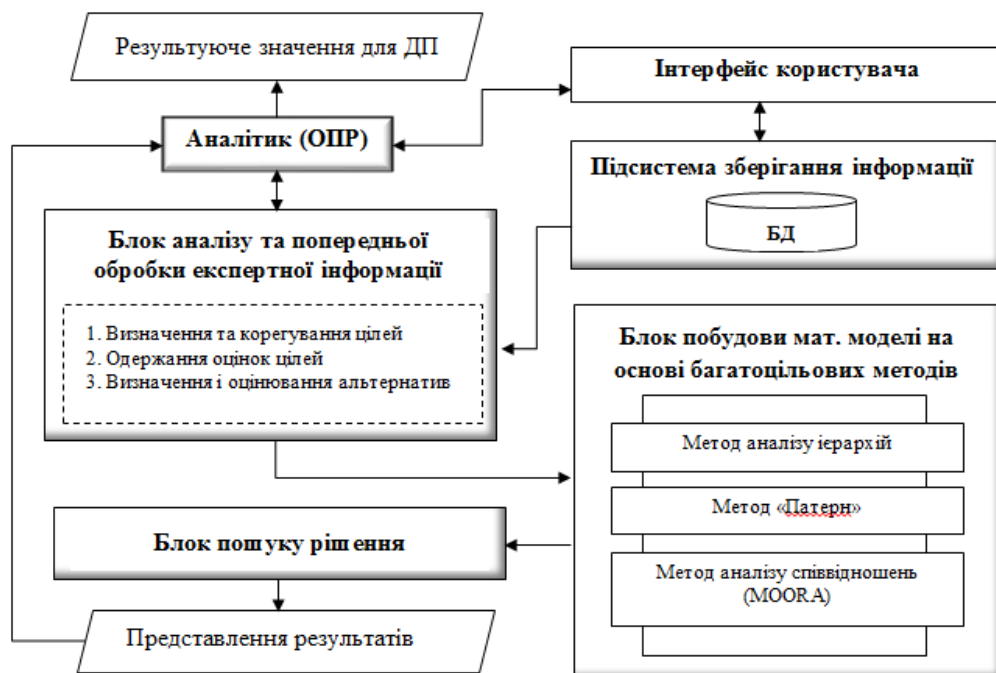 Результуюче значення для ДП
Інтерфейс користувача
Аналітик (ОПР)
Підсистема зберігання інформації
БД
Блок аналізу та попередньої
обробки експертної інформації
1. Визначення та корегування цілей
2. Одержання оцінок цілей
3. Визначення і оцінювання альтернатив
Блок побудови мат. моделі на
основі багатоцільових методів
Метод аналізу ієрархій
Метод «Патерн»
Метод аналізу співвідношень
(MOORA)
Блок пошуку рішення
Представлення результатів